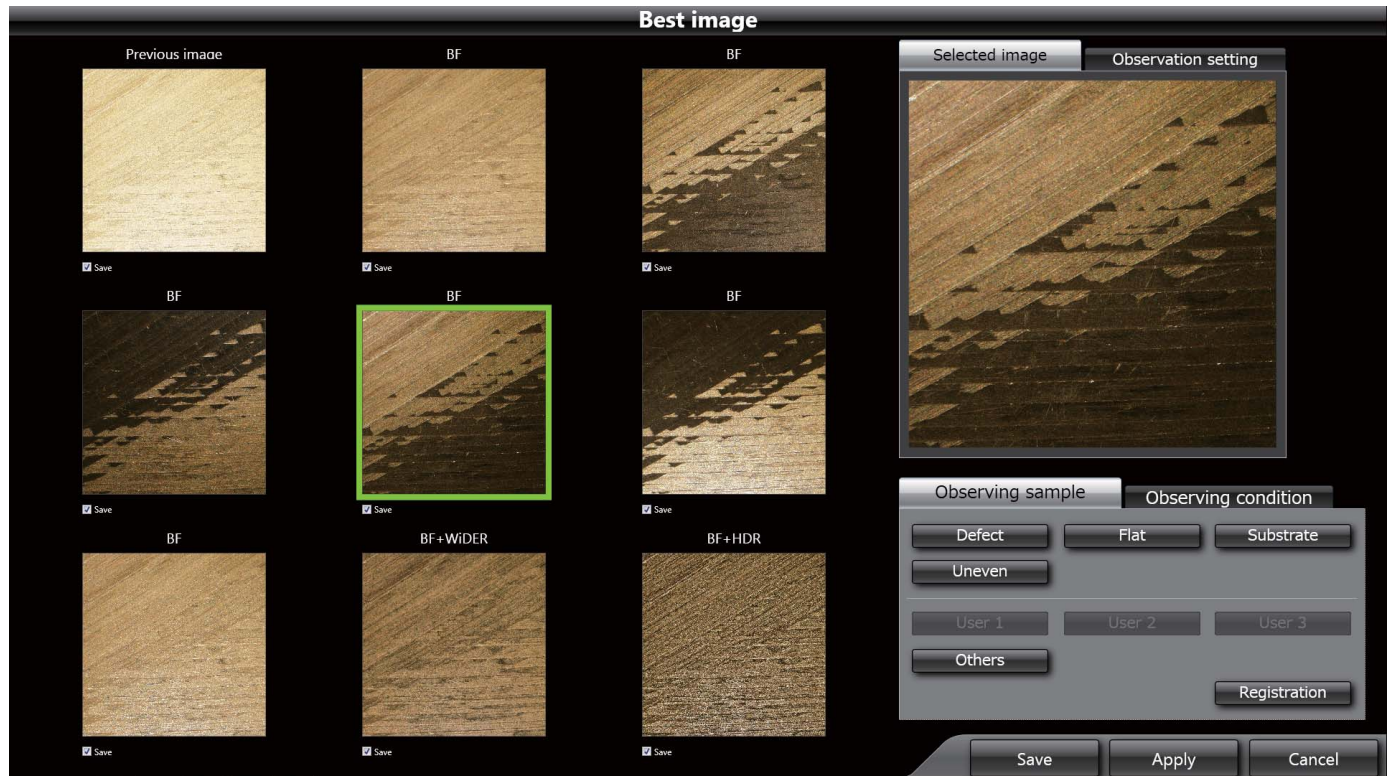 Best image
Previous image
BF
BF
Save
Save
Save
BF
BF
BF
Save
Save
Save
BF
BF+WiDER
BF+HDR
Save
Save
Save
Selected image
Observation setting
Observing sample
Observing condition
Defect
Flat
Substrate
Uneven
User 1
User 2
User 3
Others
Registration
Save
Apply
Cancel